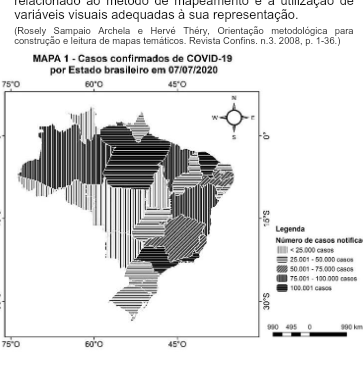 relacionado ao método de mapeamento e à utilização de
variáveis visuais adequadas à sua representação.
(Rosely Sampaio Archela e Hervé Théry, Orientação metodológica para
construção e leitura de mapas temáticos. Revista Confins. n.3. 2008, p. 1-36.)
MAPA 1 - Casos confirmados de COVID-19
por Estado brasileiro em 07/07/2020
75°O 60°O 45°O
N
W E
S
0°
15°S
30°S
Legenda
Número de casos notifica
< 25.000 casos
25.001 - 50.000 casos
50.001 - 75.000 casos
75.001 - 100.000 casos
100.001 casos
990 495 0 990 km
75°O 60°O 45°O